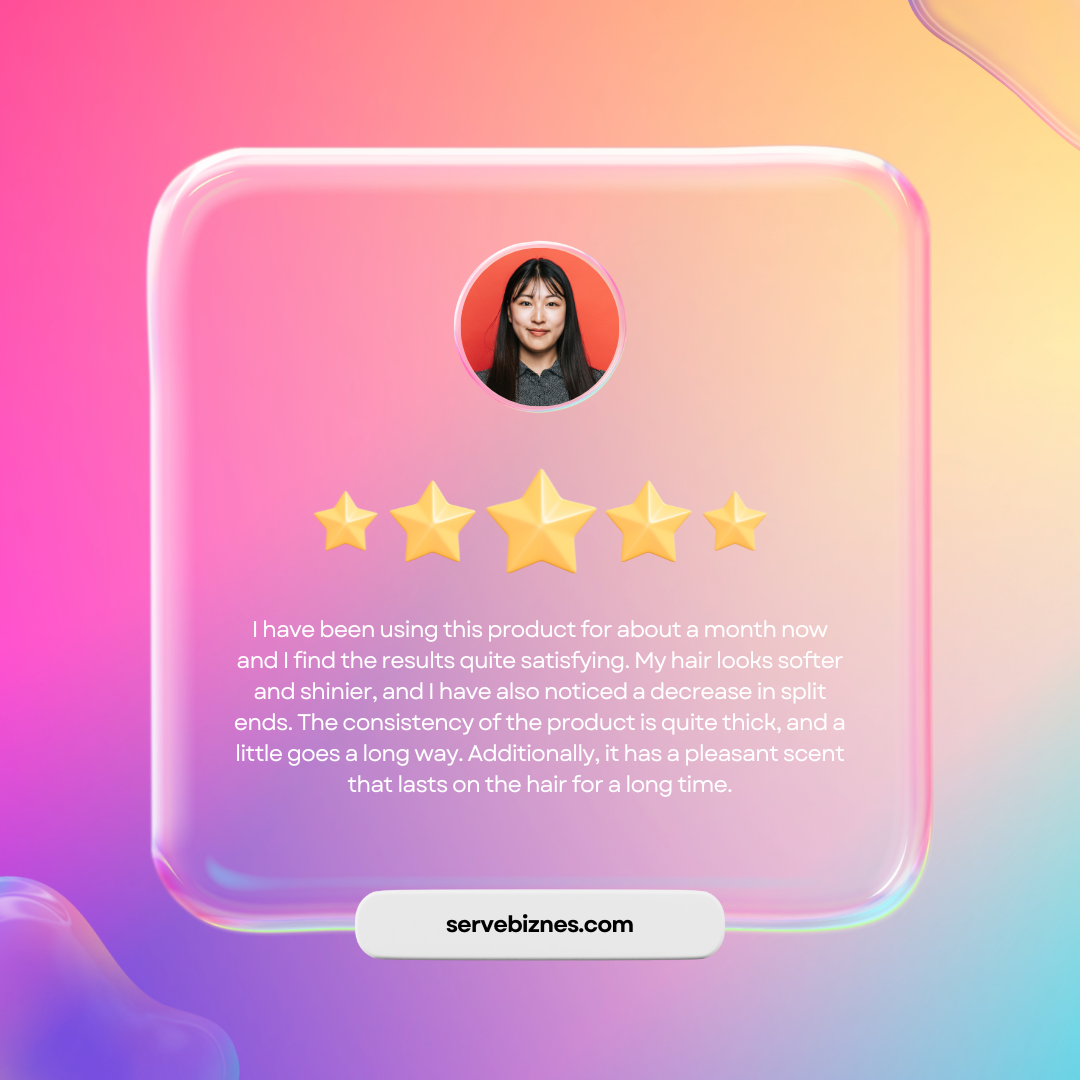 I have been using this product for about a month now
and I find the results quite satisfying. My hair looks softer
and shinier, and I have also noticed a decrease in split
ends. The consistency of the product is quite thick, and a
little goes a long way. Additionally, it has a pleasant scent
that lasts on the hair for a long time.
servebiznes.com